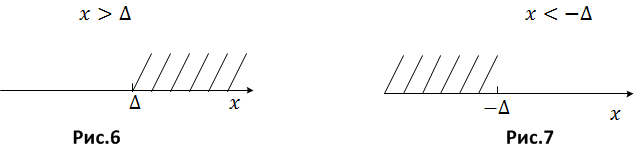 x > Δ
x < −Δ
Δ
x
−Δ
x
Рис.6
Рис.7